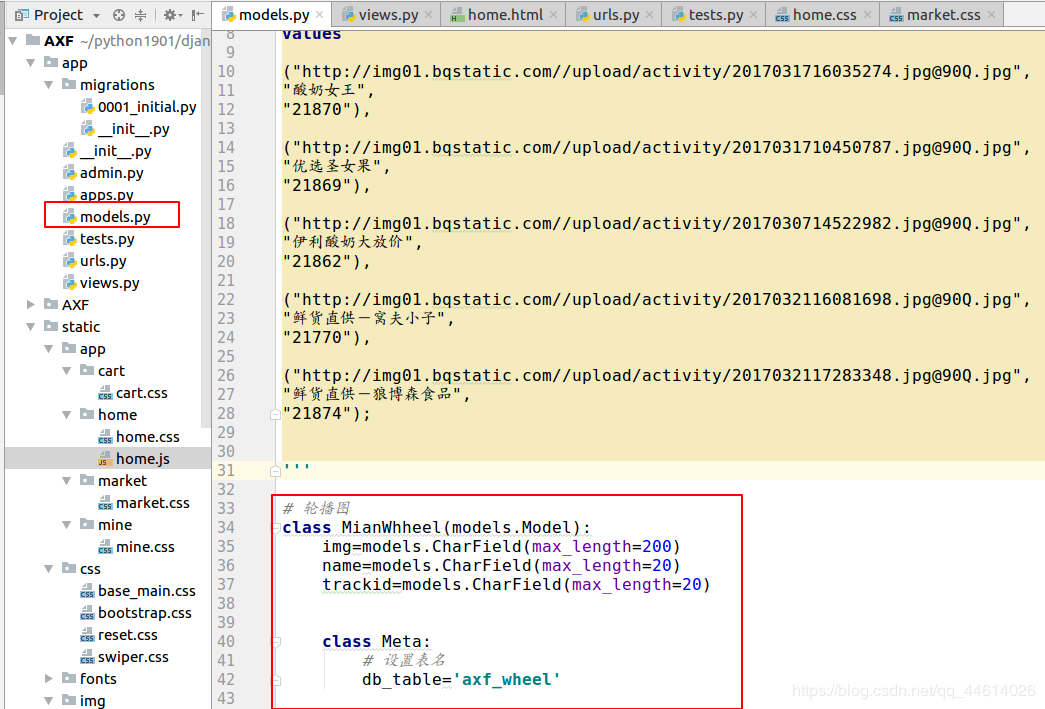 Project
models.py
views.py
home.html
urls.py
tests.py
home.css
market.css
AXF ~/python1901/djan
app
migrations
0001_initial.py
__init__.py
__init__.py
admin.py
apps.py
models.py
tests.py
urls.py
views.py
AXF
static
app
cart
cart.css
home
home.css
home.js
market
market.css
mine
mine.css
css
base_main.css
bootstrap.css
reset.css
swiper.css
fonts
img
8 values
9
10 ("http://img01.bqstatic.com//upload/activity/2017031716035274.jpg@90Q.jpg",
11 "酸奶女王",
12 "21870"),
13
14 ("http://img01.bqstatic.com//upload/activity/2017031710450787.jpg@90Q.jpg",
15 "优选圣女果",
16 "21869"),
17
18 ("http://img01.bqstatic.com//upload/activity/2017030714522982.jpg@90Q.jpg",
19 "伊利酸奶大放价",
20 "21862"),
21
22 ("http://img01.bqstatic.com//upload/activity/2017032116081698.jpg@90Q.jpg",
23 "鲜货直供－窝夫小子",
24 "21770"),
25
26 ("http://img01.bqstatic.com//upload/activity/2017032117283348.jpg@90Q.jpg",
27 "鲜货直供－狼博森食品",
28 "21874");
29
30
31 '''
32
33 # 轮播图
34 class MianWhheel(models.Model):
35 img=models.CharField(max_length=200)
36 name=models.CharField(max_length=20)
37 trackid=models.CharField(max_length=20)
38
39
40 class Meta:
41 # 设置表名
42 db_table='axf_wheel'
43
https://blog.csdn.net/qq_44614026